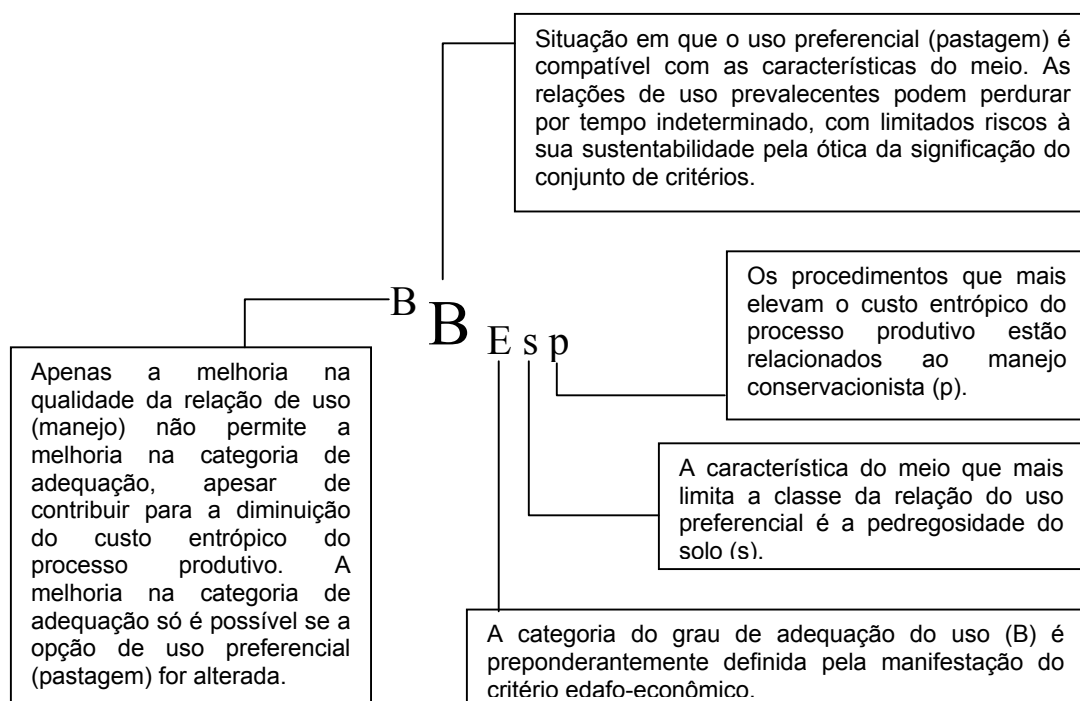 Situação em que o uso preferencial (pastagem) é
compatível com as características do meio. As
relações de uso prevalecentes podem perdurar
por tempo indeterminado, com limitados riscos à
sua sustentabilidade pela ótica da significação do
conjunto de critérios.
Os procedimentos que mais
elevam o custo entrópico do
processo produtivo estão
relacionados ao manejo
conservacionista (p).
B B E s p
Apenas a melhoria na
qualidade da relação de uso
(manejo) não permite a
melhoria na categoria de
adequação, apesar de
contribuir para a diminuição
do custo entrópico do
processo produtivo. A
melhoria na categoria de
adequação só é possível se a
opção de uso preferencial
(pastagem) for alterada.
A característica do meio que mais
limita a classe da relação do uso
preferencial é a pedregosidade do
solo (s).
A categoria do grau de adequação do uso (B) é
preponderantemente definida pela manifestação do
critério edafo-econômico.